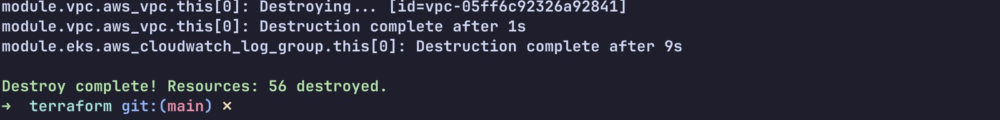 module.vpc.aws_vpc.this[0]: Destroying... [id=vpc-05ff6c92326a92841]
module.vpc.aws_vpc.this[0]: Destruction complete after 1s
module.eks.aws_cloudwatch_log_group.this[0]: Destruction complete after 9s
Destroy complete! Resources: 56 destroyed.
→ terraform git:(main) ×